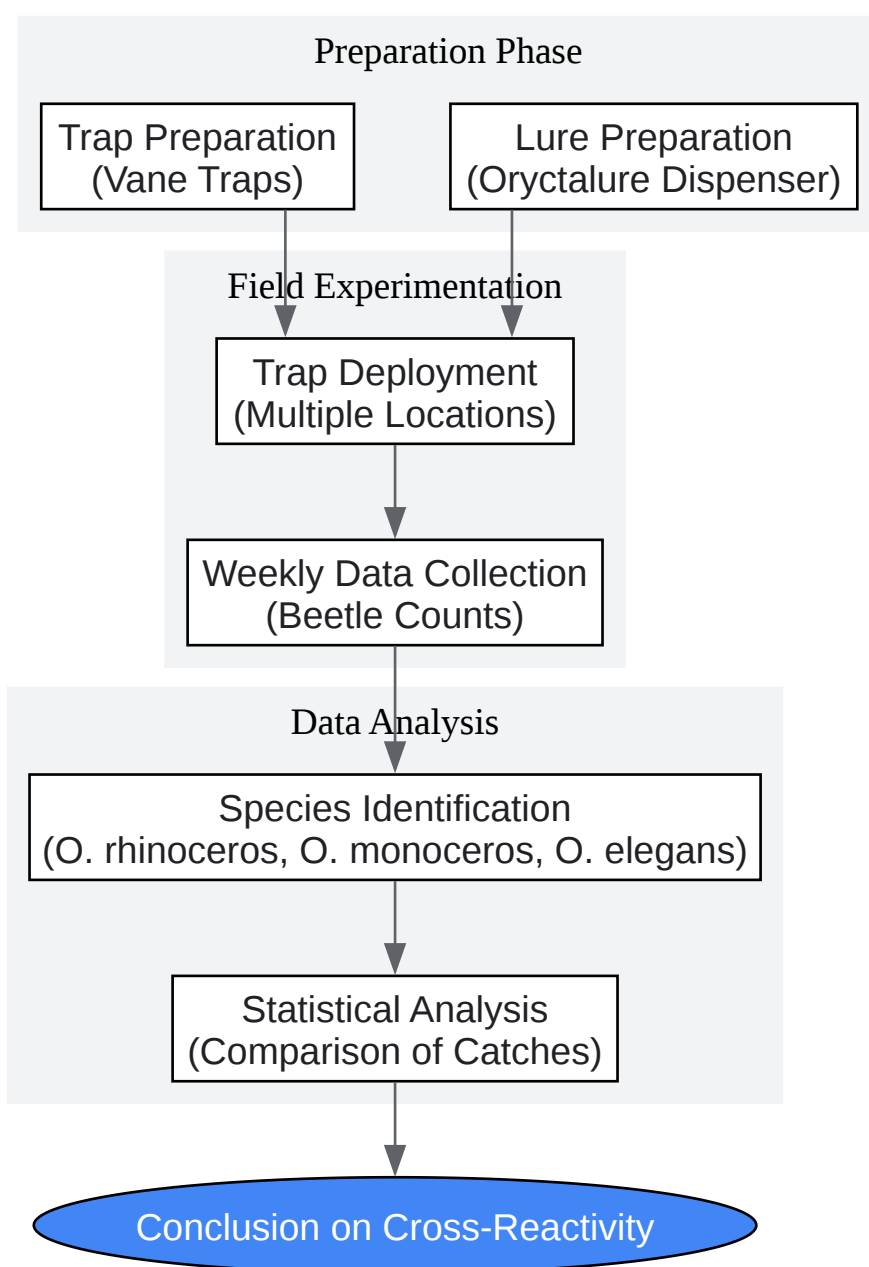 Preparation Phase
Trap Preparation
(Vane Traps)
Lure Preparation
(Oryctalure Dispenser)
Field Experimentation
Trap Deployment
(Multiple Locations)
Weekly Data Collection
(Beetle Counts)
Data Analysis
Species Identification
(O. rhinoceros, O. monoceros, O. elegans)
Statistical Analysis
(Comparison of Catches)
Conclusion on Cross-Reactivity